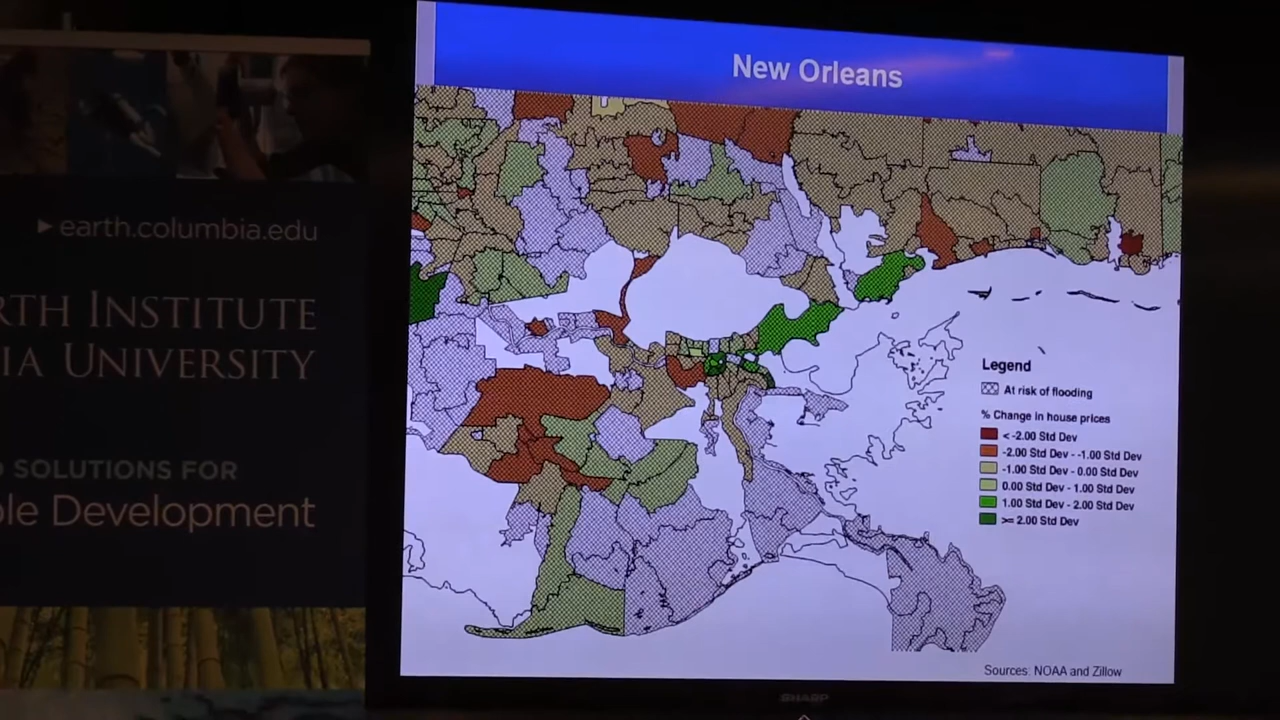 ▸ earth.columbia.edu
RTH INSTITUTE
IA UNIVERSITY
SOLUTIONS FOR
ble Development
New Orleans
Legend
At risk of flooding
% Change in house prices
< -2.00 Std Dev
-2.00 Std Dev - -1.00 Std Dev
-1.00 Std Dev - 0.00 Std Dev
0.00 Std Dev - 1.00 Std Dev
1.00 Std Dev - 2.00 Std Dev
>= 2.00 Std Dev
Sources: NOAA and Zillow
SHARP